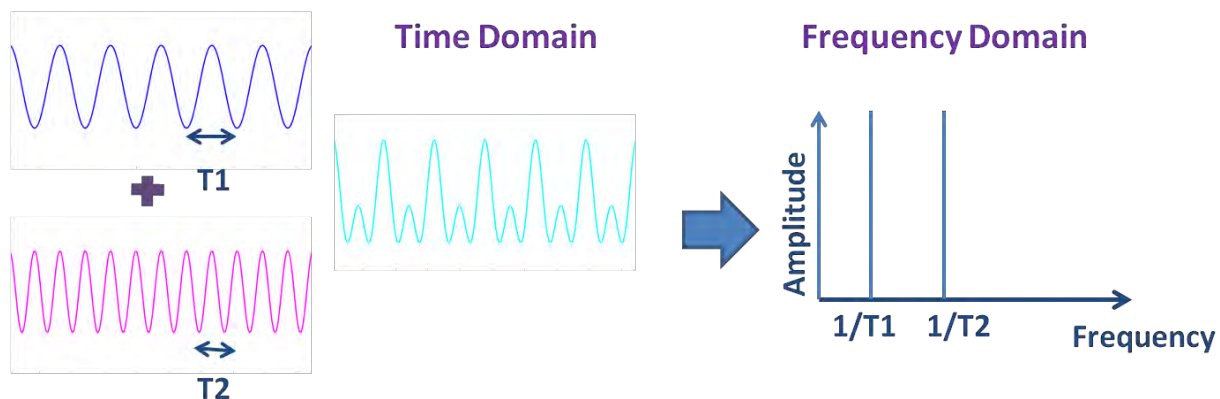 Time Domain
Frequency Domain
T1
T2
Amplitude
1/T1 1/T2
Frequency